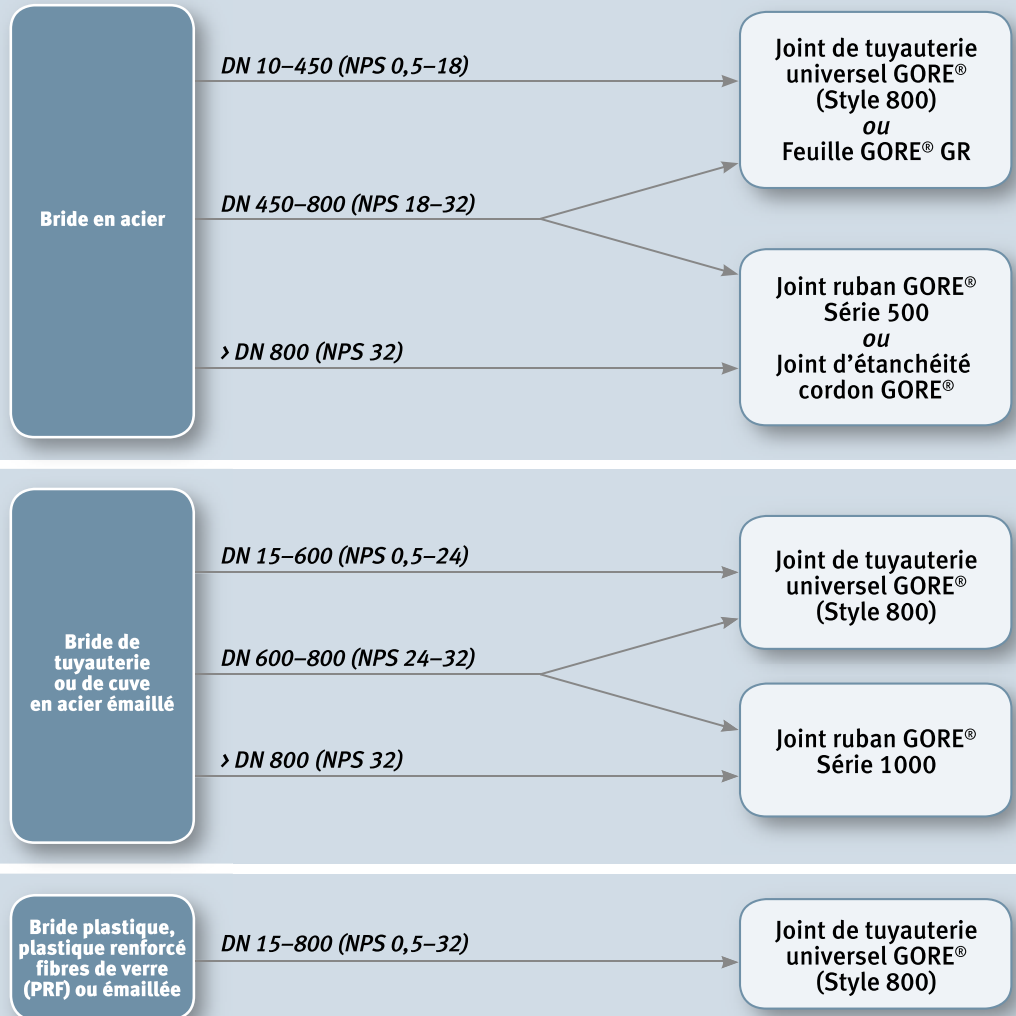 Bride en acier
DN 10–450 (NPS 0,5–18)
DN 450–800 (NPS 18–32)
› DN 800 (NPS 32)
Joint de tuyauterie
universel GORE®
(Style 800)
ou
Feuille GORE® GR
Joint ruban GORE®
Série 500
ou
Joint d’étanchéité
cordon GORE®
Bride de
tuyauterie
ou de cuve
en acier émaillé
DN 15–600 (NPS 0,5–24)
DN 600–800 (NPS 24–32)
› DN 800 (NPS 32)
Joint de tuyauterie
universel GORE®
(Style 800)
Joint ruban GORE®
Série 1000
Bride plastique,
plastique renforcé
fibres de verre
(PRF) ou émaillée
DN 15–800 (NPS 0,5–32)
Joint de tuyauterie
universel GORE®
(Style 800)